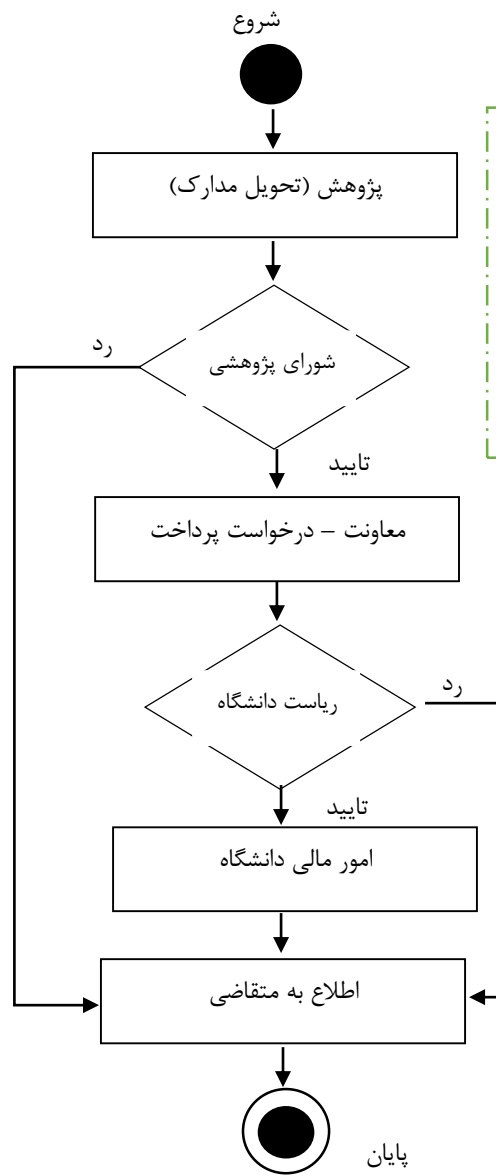 شروع
پژوهش (تحویل مدارک)
رد
شورای پژوهشی
تایید
معاونت – درخواست پرداخت
رد
ریاست دانشگاه
تایید
امور مالی دانشگاه
اطلاع به متقاضی
پایان